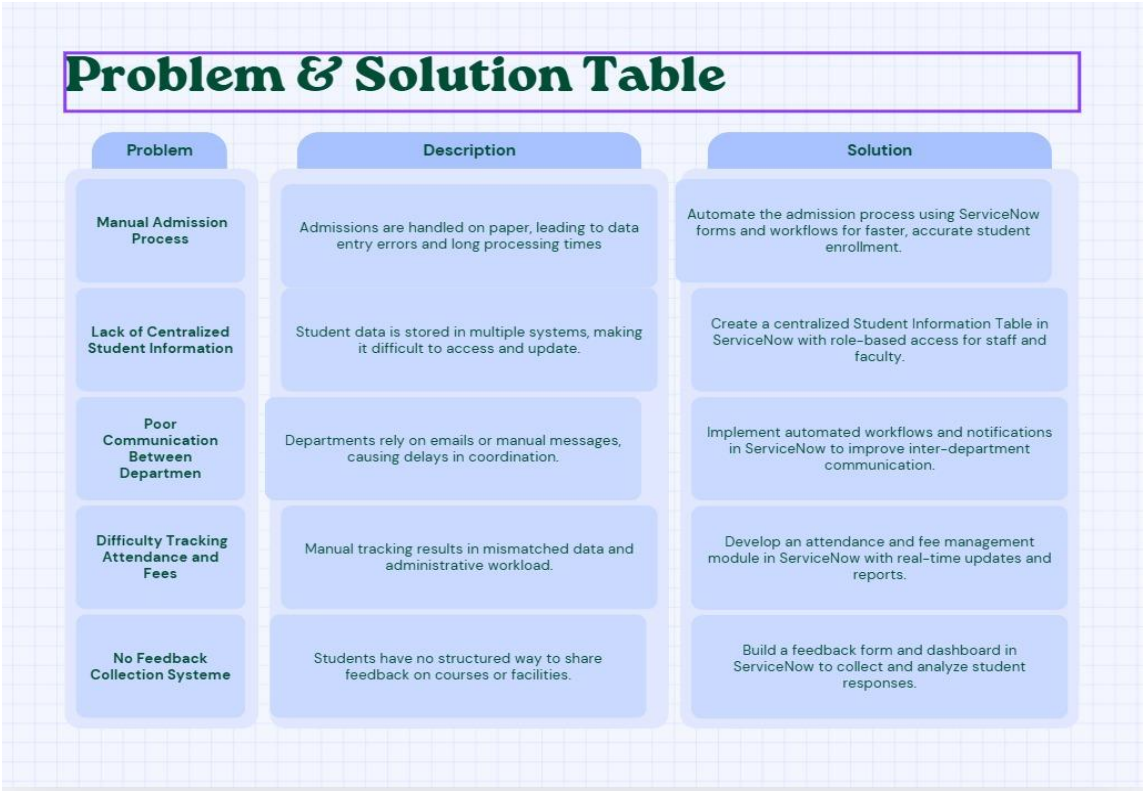 Problem & Solution Table
Problem
Description
Solution
Manual Admission
Process
Admissions are handled on paper, leading to data
entry errors and long processing times
Automate the admission process using ServiceNow
forms and workflows for faster, accurate student
enrollment.
Lack of Centralized
Student Information
Student data is stored in multiple systems, making
it difficult to access and update.
Create a centralized Student Information Table in
ServiceNow with role-based access for staff and
faculty.
Poor
Communication
Between
Departmen
Departments rely on emails or manual messages,
causing delays in coordination.
Implement automated workflows and notifications
in ServiceNow to improve inter-department
communication.
Difficulty Tracking
Attendance and
Fees
Manual tracking results in mismatched data and
administrative workload.
Develop an attendance and fee management
module in ServiceNow with real-time updates and
reports.
No Feedback
Collection Systeme
Students have no structured way to share
feedback on courses or facilities.
Build a feedback form and dashboard in
ServiceNow to collect and analyze student
responses.